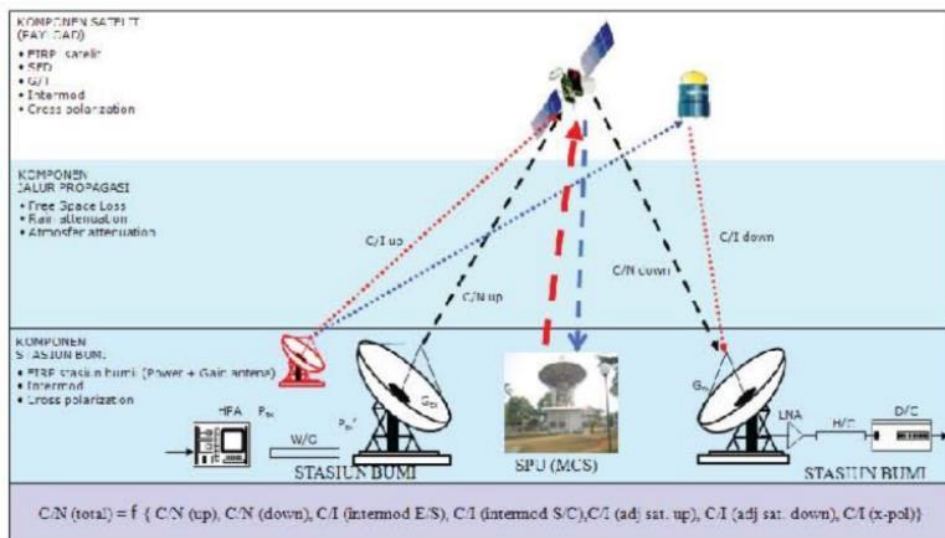 KOMPONEN SATELIT
(PAYLOAD)
• EIRP satelit
• SFD
• G/T
• Intermod
• Cross polarization
KOMPONEN
JALUR PROPAGASI
• Free Space Loss
• Rain attenuation
• Atmosfer attenuation
C/I up
C/I down
C/N up
C/N down
KOMPONEN
STASIUN BUMI
• EIRP stasiun bumi (Power + Gain antena)
• Intermod
• Cross polarization
HPA
W/G
LNA
D/C
STASIUN BUMI
SPU (MCS)
STASIUN BUMI
C/N (total) = f { C/N (up), C/N (down), C/I (intermod E/S), C/I (intermod S/C),C/I (adj sat. up), C/I (adj sat. down), C/I (x-pol)}